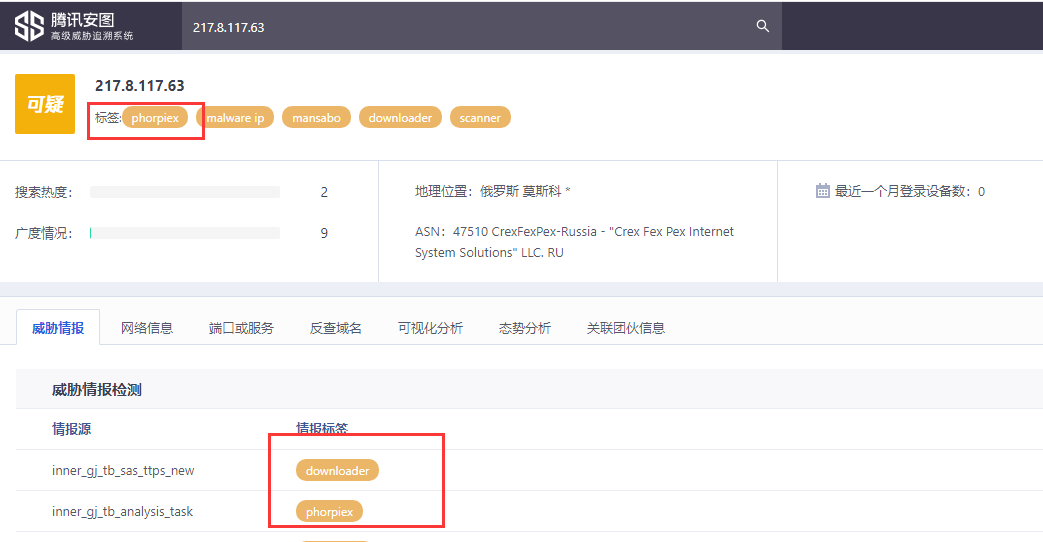 腾讯安图
高级威胁追溯系统
217.8.117.63
可疑
217.8.117.63
标签: phorpiex malware ip mansabo downloader scanner
搜索热度： 2
广度情况： 9
地理位置：俄罗斯 莫斯科 *
ASN：47510 CrexFexPex-Russia - "Crex Fex Pex Internet
System Solutions" LLC. RU
最近一个月登录设备数：0
威胁情报 网络信息 端口或服务 反查域名 可视化分析 态势分析 关联团伙信息
威胁情报检测
情报源 情报标签
inner_gj_tb_sas_ttps_new downloader
inner_gj_tb_analysis_task phorpiex